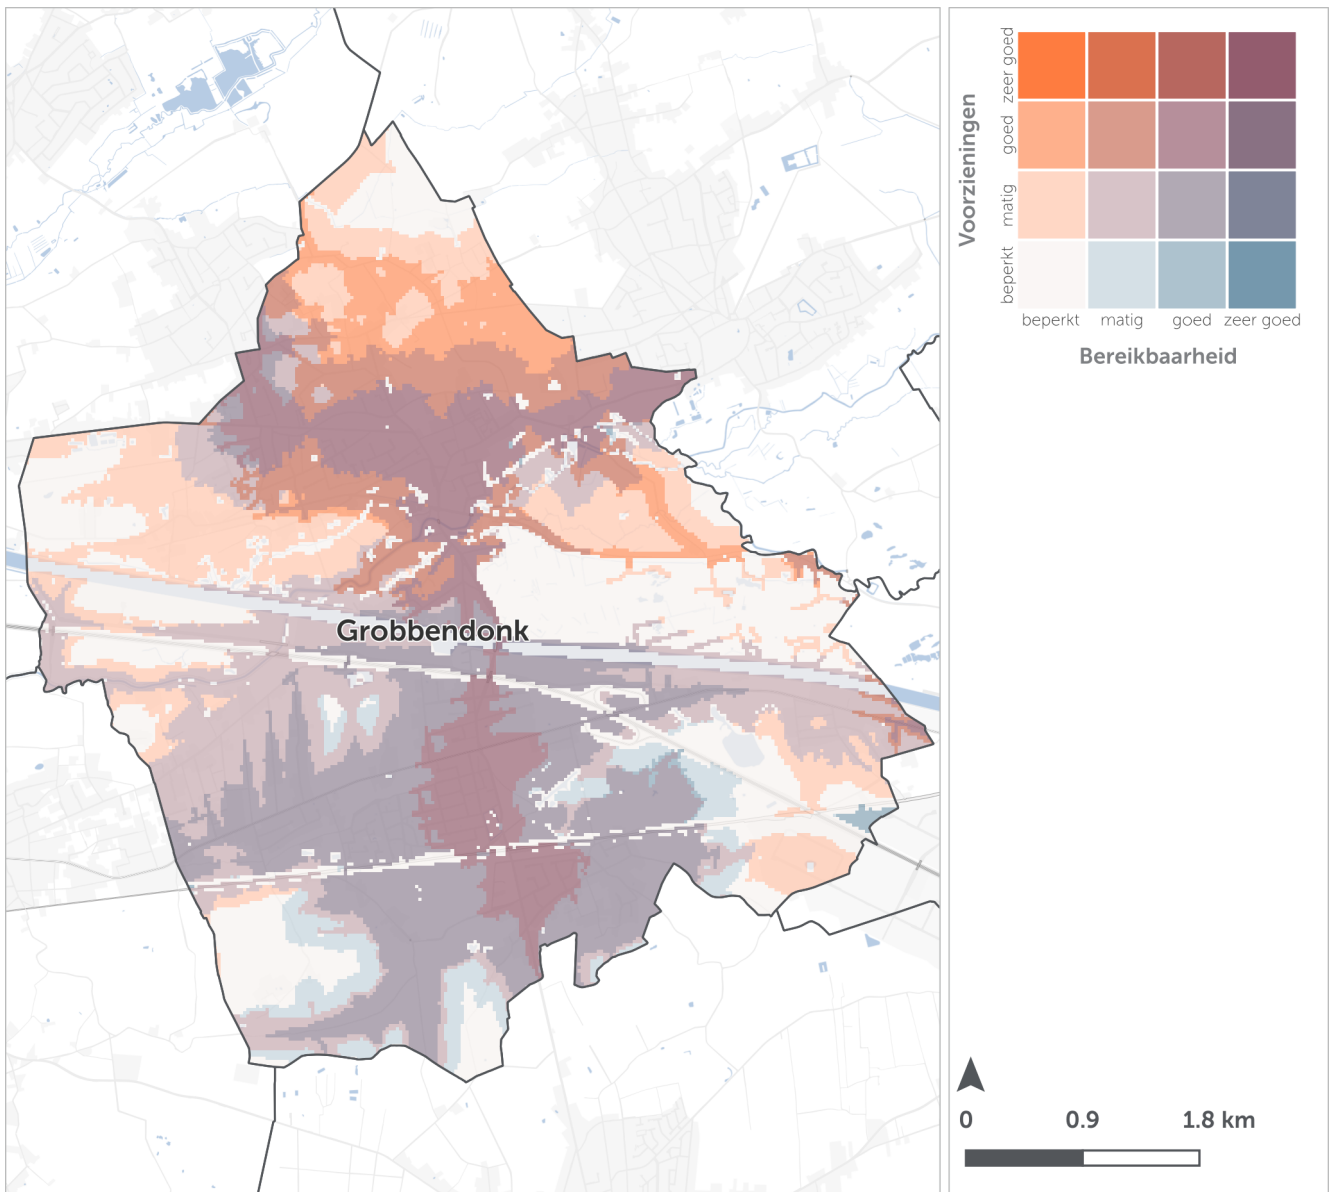 Grobbendonk
Voorzieningen
zeer goed
goed
matig
beperkt
beperkt matig goed zeer goed
Bereikbaarheid
0 0.9 1.8 km